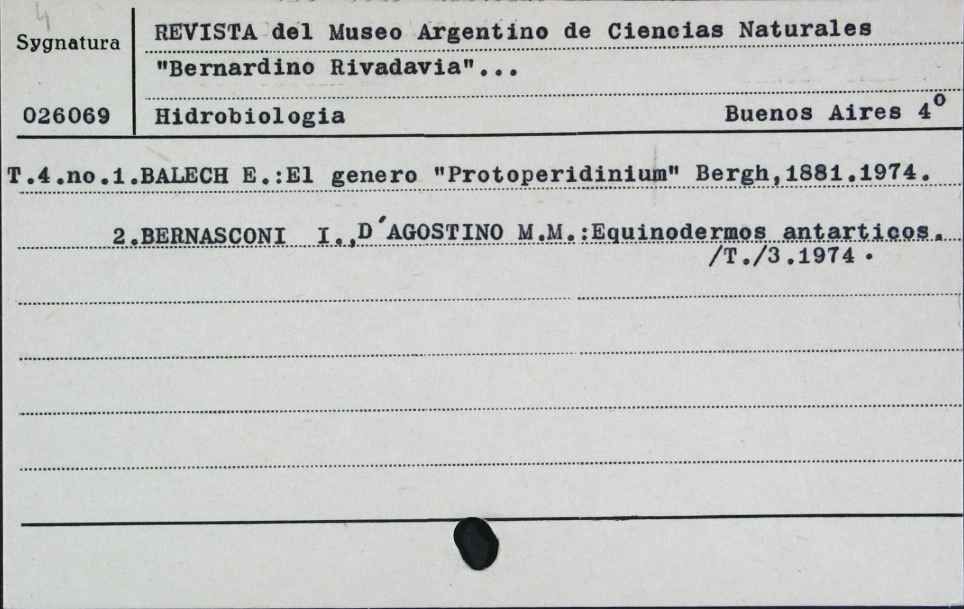 4
Sygnatura
REVISTA del Museo Argentino de Ciencias Naturales
"Bernardino Rivadavia"...
026069
Hidrobiologia Buenos Aires 4º
T.4.no.1.BALECH E.:El genero "Protoperidinium" Bergh,1881.1974.
2.BERNASCONI I.,D´AGOSTINO M.M.:Equinodermos antarticos.
/T./3.1974.